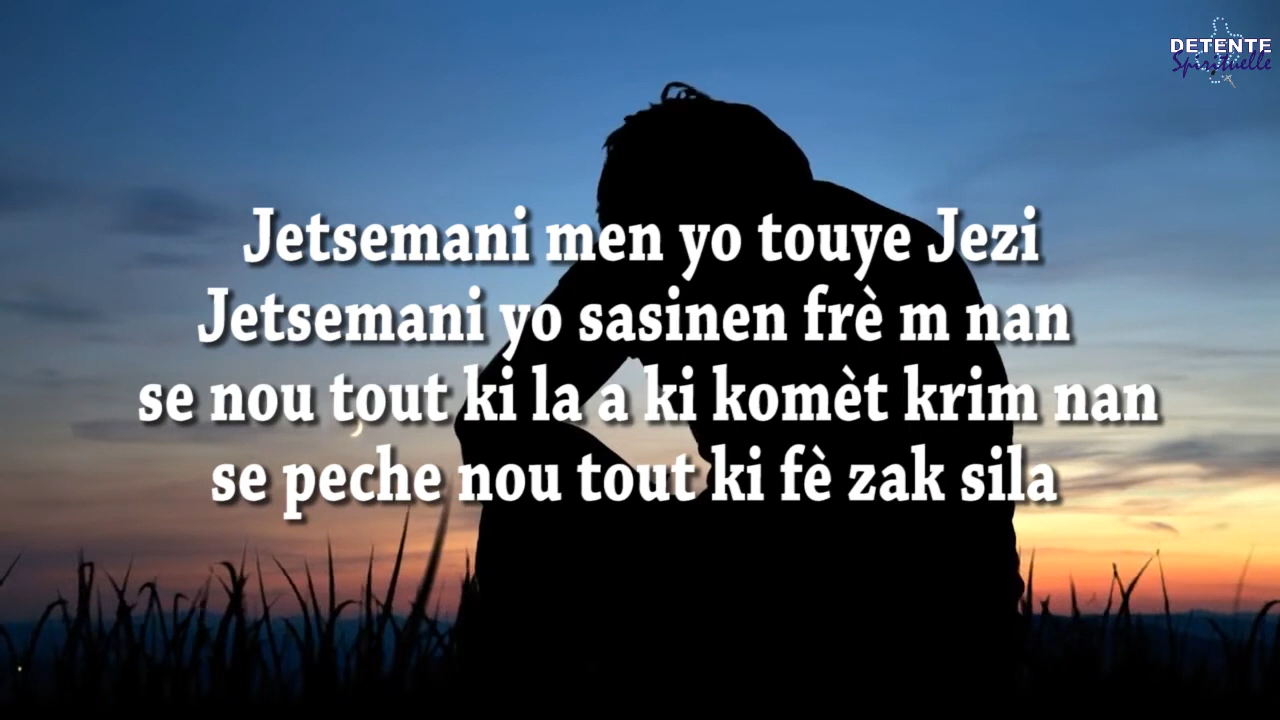 DETENTE
Spirituelle
Jetsemani men yo touye Jezi
Jetsemani yo sasinen frè m nan
se nou tout ki la a ki komèt krim nan
se peche nou tout ki fè zak sila